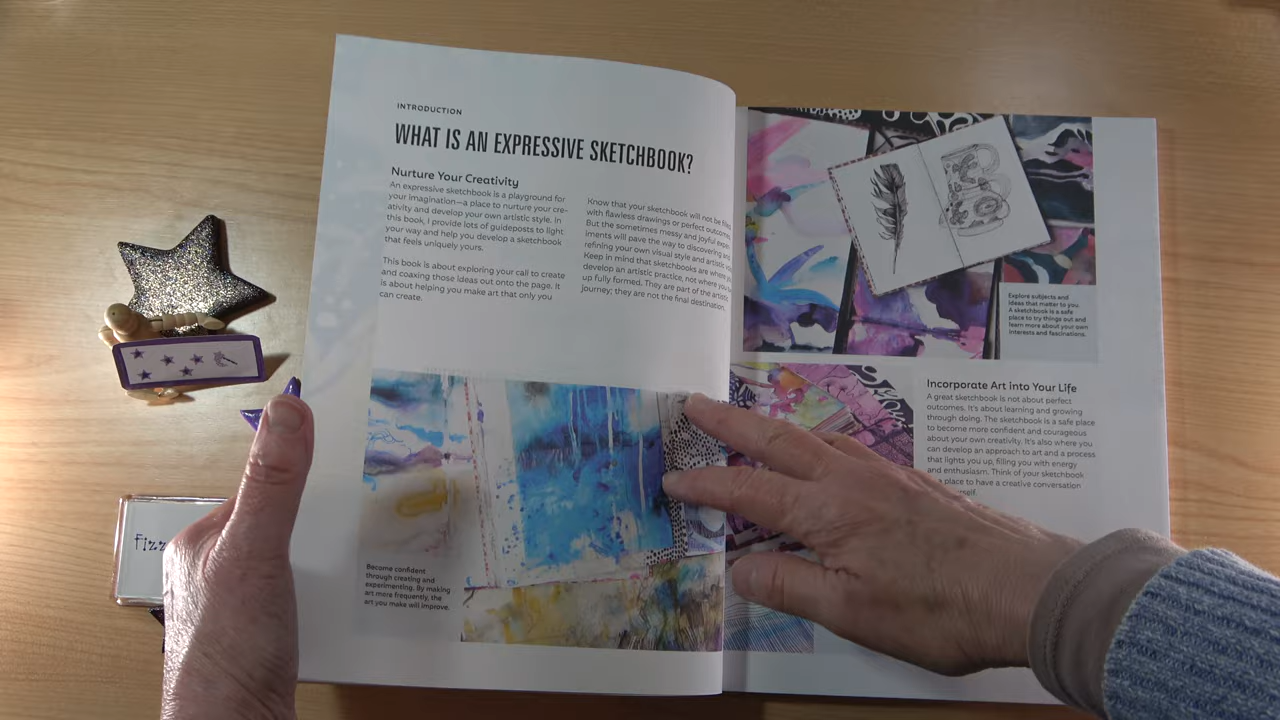 INTRODUCTION
WHAT IS AN EXPRESSIVE SKETCHBOOK?
Nurture Your Creativity
An expressive sketchbook is a playground for
your imagination—a place to nurture your cre-
ativity and develop your own artistic style. In
this book, I provide lots of guideposts to light
your way and help you develop a sketchbook
that feels uniquely yours.
This book is about exploring your call to create
and coaxing those ideas out onto the page. It
is about helping you make art that only you
can create.
Know that your sketchbook will not be
with flawless drawings or perfect
But the sometimes messy and joyful
iments will pave the way to discovering
refining your own visual style and artistic
Keep in mind that sketchbooks are where
develop an artistic practice, not where
up fully formed. They are part of the artistic
journey; they are not the final destination.
Become confident
through creating and
experimenting. By making
art more frequently, the
art you make will improve.
Explore subjects and
ideas that matter to you.
A sketchbook is a safe
place to try things out and
learn more about your own
interests and fascinations.
Incorporate Art into Your Life
A great sketchbook is not about perfect
outcomes. It's about learning and growing
through doing. The sketchbook is a safe place
to become more confident and courageous
about your own creativity. It's also where you
can develop an approach to art and a process
that lights you up, filling you with energy
and enthusiasm. Think of your sketchbook
place to have a creative conversation
Fizz